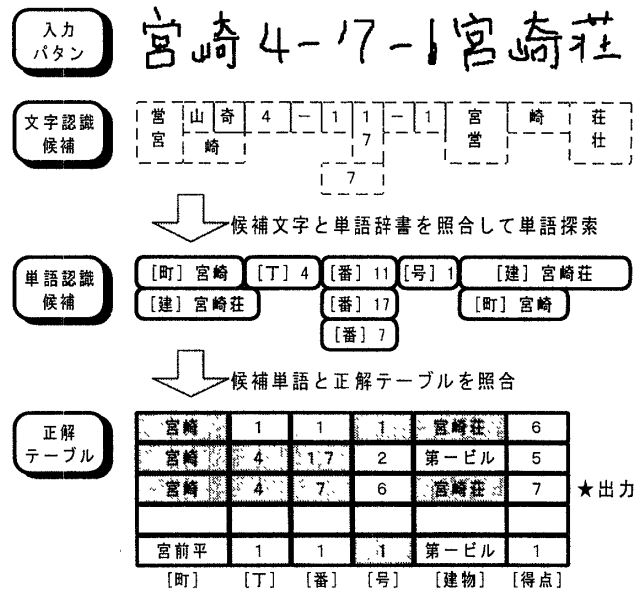 入力
パタン
宮崎4-17-1宮崎荘
文字認識
候補
営 山 奇 4 - 1 1 - 1 宮 崎 荘
宮 崎 7 営 壮
7
候補文字と単語辞書を照合して単語探索
単語認識
候補
[町] 宮崎 [丁] 4 [番] 11 [号] 1 [建] 宮崎荘
[建] 宮崎荘 [番] 17 [町] 宮崎
[番] 7
候補単語と正解テーブルを照合
正解
テーブル
宮崎 1 1 1 宮崎荘 6
宮崎 4 17 2 第一ビル 5
宮崎 4 7 6 宮崎荘 7 ★出力
宮前平 1 1 1 第一ビル 1
[町] [丁] [番] [号] [建物] [得点]